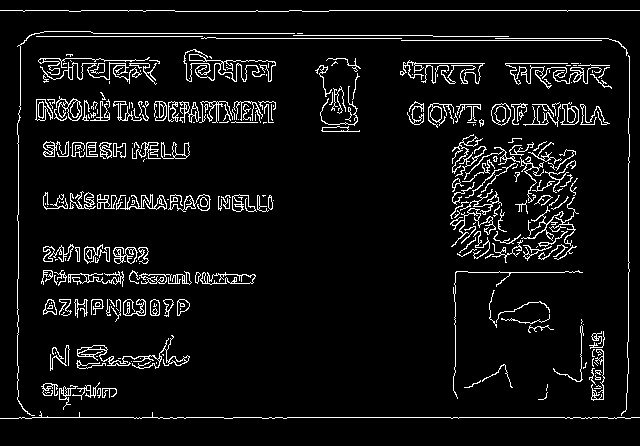 आयकर विभाग
भारत सरकार
INCOME TAX DEPARTMENT
GOVT. OF INDIA
SURESH NELLI
LAKSHMANARAO NELLI
24/10/1992
Permanent Account Number
AZHPN0307P
N Suresh
Signature